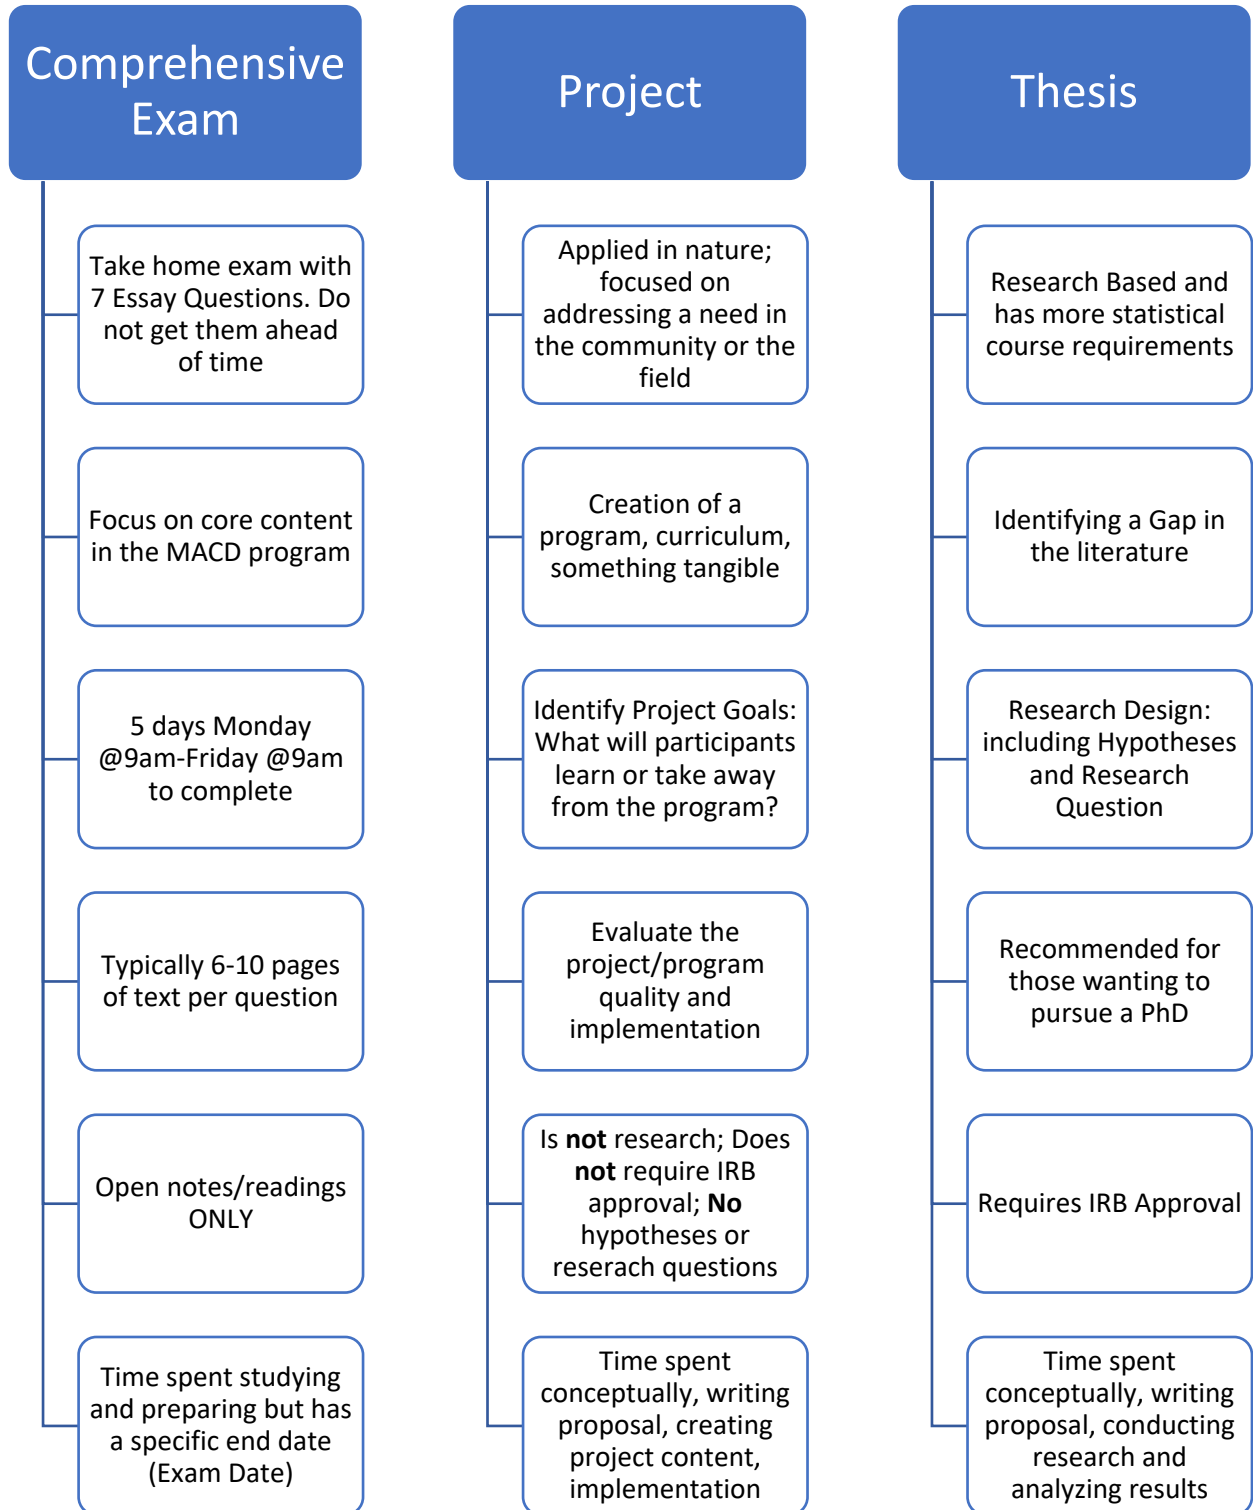 Comprehensive
Exam
Take home exam with
7 Essay Questions. Do
not get them ahead
of time
Focus on core content
in the MACD program
5 days Monday
@9am-Friday @9am
to complete
Typically 6-10 pages
of text per question
Open notes/readings
ONLY
Time spent studying
and preparing but has
a specific end date
(Exam Date)
Project
Applied in nature;
focused on
addressing a need in
the community or the
field
Creation of a
program, curriculum,
something tangible
Identify Project Goals:
What will participants
learn or take away
from the program?
Evaluate the
project/program
quality and
implementation
Is not research; Does
not require IRB
approval; No
hypotheses or
reserach questions
Time spent
conceptually, writing
proposal, creating
project content,
implementation
Thesis
Research Based and
has more statistical
course requirements
Identifying a Gap in
the literature
Research Design:
including Hypotheses
and Research
Question
Recommended for
those wanting to
pursue a PhD
Requires IRB Approval
Time spent
conceptually, writing
proposal, conducting
research and
analyzing results